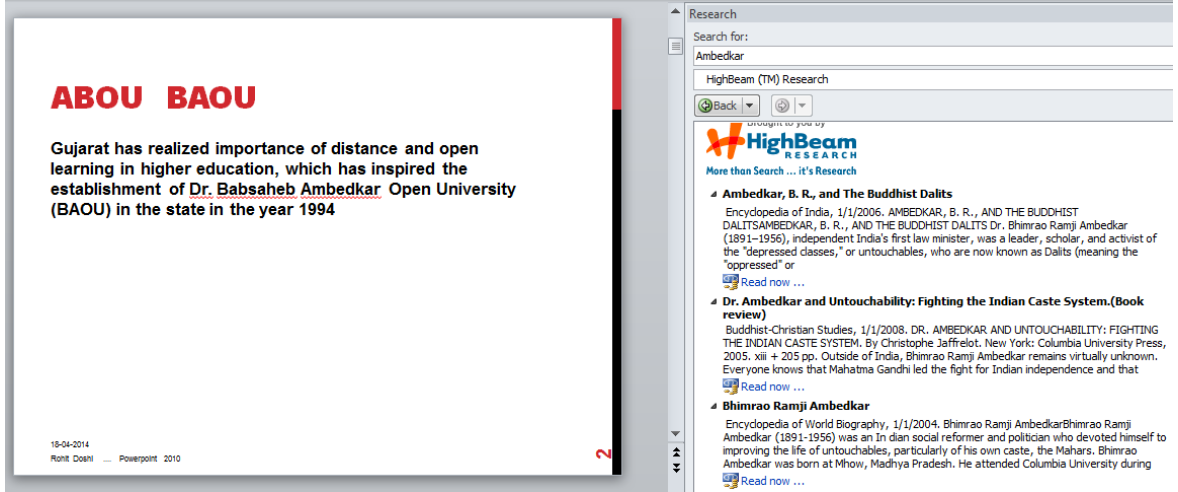 ABOU BAOU
Gujarat has realized importance of distance and open
learning in higher education, which has inspired the
establishment of Dr. Babsaheb Ambedkar Open University
(BAOU) in the state in the year 1994
18-04-2014
Rohit Doshi .... Powerpoint 2010
2
Research
Search for:
Ambedkar
HighBeam (TM) Research
Back
Brought to you by
HighBeam
RESEARCH
More than Search ... it's Research
Ambedkar, B. R., and The Buddhist Dalits
Encyclopedia of India, 1/1/2006. AMBEDKAR, B. R., AND THE BUDDHIST
DALITSAMBEDKAR, B. R., AND THE BUDDHIST DALITS Dr. Bhimrao Ramji Ambedkar
(1891–1956), independent India's first law minister, was a leader, scholar, and activist of
the "depressed classes," or untouchables, who are now known as Dalits (meaning the
"oppressed" or
Read now ...
Dr. Ambedkar and Untouchability: Fighting the Indian Caste System.(Book
review)
Buddhist-Christian Studies, 1/1/2008. DR. AMBEDKAR AND UNTOUCHABILITY: FIGHTING
THE INDIAN CASTE SYSTEM. By Christophe Jaffrelot. New York: Columbia University Press,
2005. xiii + 205 pp. Outside of India, Bhimrao Ramji Ambedkar remains virtually unknown.
Everyone knows that Mahatma Gandhi led the fight for Indian independence and that
Read now ...
Bhimrao Ramji Ambedkar
Encyclopedia of World Biography, 1/1/2004. Bhimrao Ramji AmbedkarBhimrao Ramji
Ambedkar (1891-1956) was an In dian social reformer and politician who devoted himself to
improving the life of untouchables, particularly of his own caste, the Mahars. Bhimrao
Ambedkar was born at Mhow, Madhya Pradesh. He attended Columbia University during
Read now ...